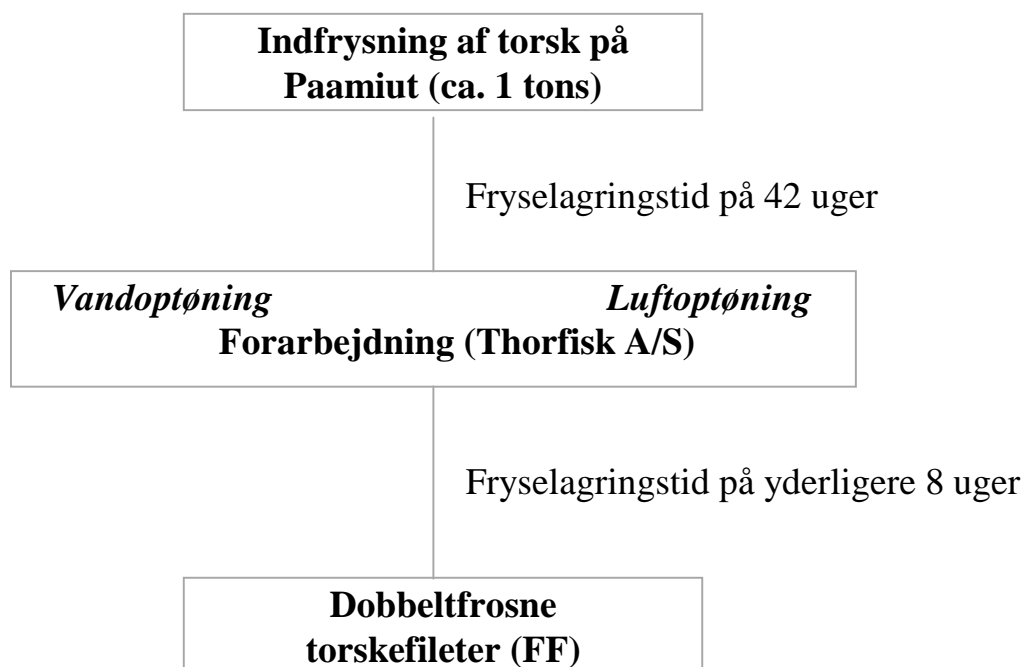 Indfrysning af torsk på
Paamiut (ca. 1 tons)
Fryselagringstid på 42 uger
Vandoptøning Luftoptøning
Forarbejdning (Thorfisk A/S)
Fryselagringstid på yderligere 8 uger
Dobbeltfrosne
torskefileter (FF)